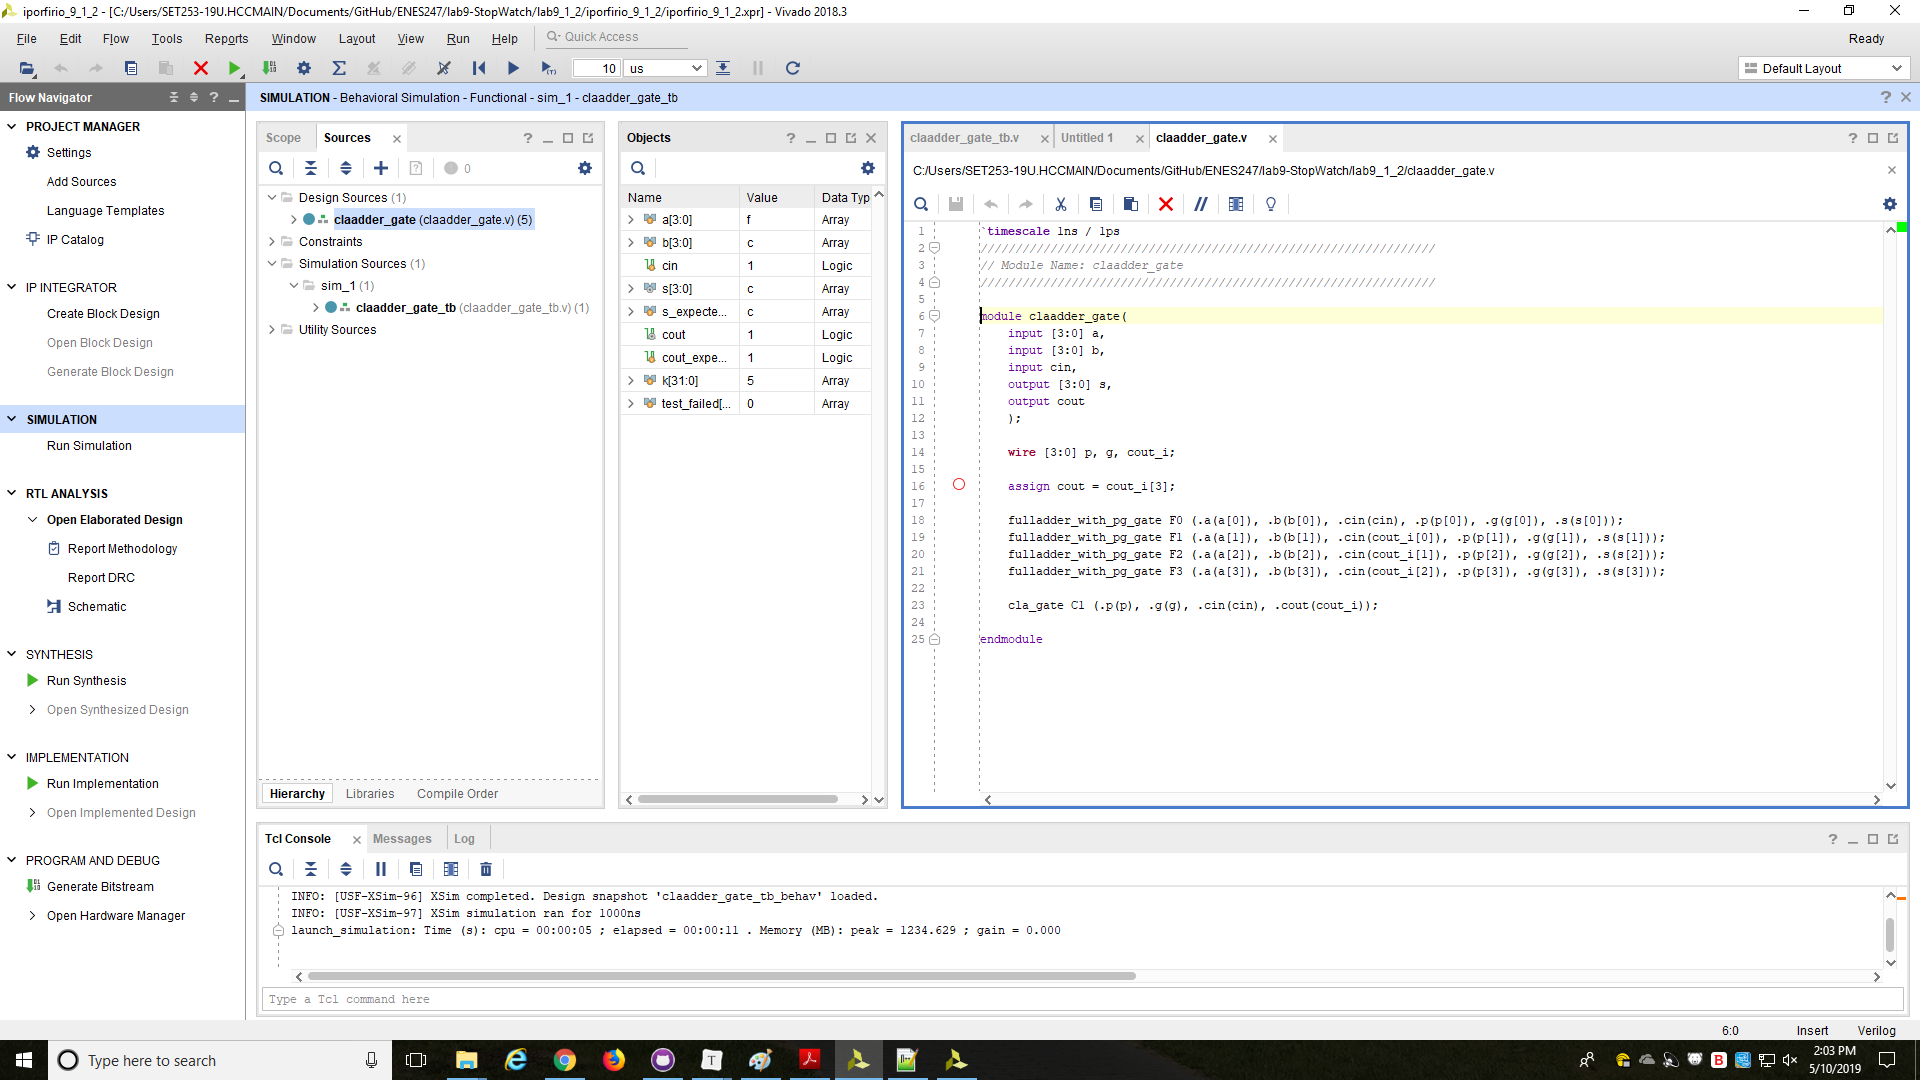 iporfirio_9_1_2 - [C:/Users/SET253-19U.HCCMAIN/Documents/GitHub/ENES247/lab9-StopWatch/lab9_1_2/iporfirio_9_1_2/iporfirio_9_1_2.xpr] - Vivado 2018.3
File Edit Flow Tools Reports Window Layout View Run Help Quick Access Ready
10 us Default Layout
Flow Navigator
SIMULATION - Behavioral Simulation - Functional - sim_1 - claadder_gate_tb
PROJECT MANAGER
Settings
Add Sources
Language Templates
IP Catalog
IP INTEGRATOR
Create Block Design
Open Block Design
Generate Block Design
SIMULATION
Run Simulation
RTL ANALYSIS
Open Elaborated Design
Report Methodology
Report DRC
Schematic
SYNTHESIS
Run Synthesis
Open Synthesized Design
IMPLEMENTATION
Run Implementation
Open Implemented Design
PROGRAM AND DEBUG
Generate Bitstream
Open Hardware Manager
Scope Sources
0
Design Sources (1)
claadder_gate (claadder_gate.v) (5)
Constraints
Simulation Sources (1)
sim_1 (1)
claadder_gate_tb (claadder_gate_tb.v) (1)
Utility Sources
Hierarchy Libraries Compile Order
Objects
Name Value Data Typ
a[3:0] f Array
b[3:0] c Array
cin 1 Logic
s[3:0] c Array
s_expecte... c Array
cout 1 Logic
cout_expe... 1 Logic
k[31:0] 5 Array
test_failed[... 0 Array
claadder_gate_tb.v Untitled 1 claadder_gate.v
C:/Users/SET253-19U.HCCMAIN/Documents/GitHub/ENES247/lab9-StopWatch/lab9_1_2/claadder_gate.v
1 `timescale 1ns / 1ps
2 /////////////////////////////////////////////////////////////////
3 // Module Name: claadder_gate
4 /////////////////////////////////////////////////////////////////
5
6 module claadder_gate(
7 input [3:0] a,
8 input [3:0] b,
9 input cin,
10 output [3:0] s,
11 output cout
12 );
13
14 wire [3:0] p, g, cout_i;
15
16 assign cout = cout_i[3];
17
18 fulladder_with_pg_gate F0 (.a(a[0]), .b(b[0]), .cin(cin), .p(p[0]), .g(g[0]), .s(s[0]));
19 fulladder_with_pg_gate F1 (.a(a[1]), .b(b[1]), .cin(cout_i[0]), .p(p[1]), .g(g[1]), .s(s[1]));
20 fulladder_with_pg_gate F2 (.a(a[2]), .b(b[2]), .cin(cout_i[1]), .p(p[2]), .g(g[2]), .s(s[2]));
21 fulladder_with_pg_gate F3 (.a(a[3]), .b(b[3]), .cin(cout_i[2]), .p(p[3]), .g(g[3]), .s(s[3]));
22
23 cla_gate C1 (.p(p), .g(g), .cin(cin), .cout(cout_i));
24
25 endmodule
Tcl Console Messages Log
INFO: [USF-XSim-96] XSim completed. Design snapshot 'claadder_gate_tb_behav' loaded.
INFO: [USF-XSim-97] XSim simulation ran for 1000ns
launch_simulation: Time (s): cpu = 00:00:05 ; elapsed = 00:00:11 . Memory (MB): peak = 1234.629 ; gain = 0.000
Type a Tcl command here
6:0 Insert Verilog
Type here to search
2:03 PM
5/10/2019